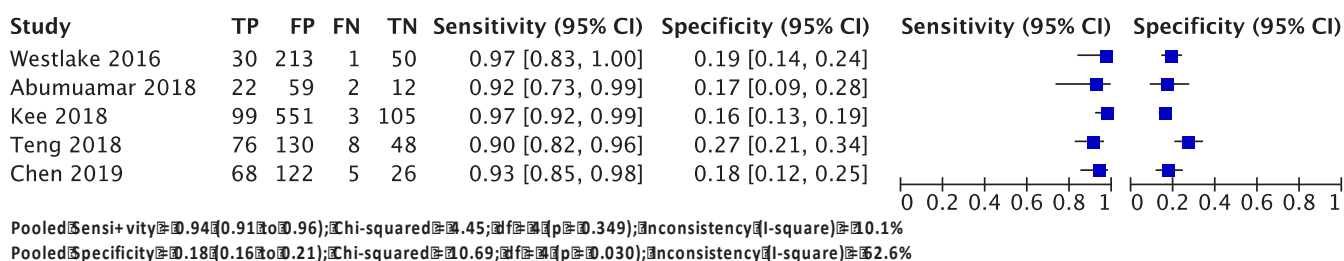 Study TP FP FN TN Sensitivity (95% CI) Specificity (95% CI) Sensitivity (95% CI) Specificity (95% CI)
Westlake 2016 30 213 1 50 0.97 [0.83, 1.00] 0.19 [0.14, 0.24]
Abumuamar 2018 22 59 2 12 0.92 [0.73, 0.99] 0.17 [0.09, 0.28]
Kee 2018 99 551 3 105 0.97 [0.92, 0.99] 0.16 [0.13, 0.19]
Teng 2018 76 130 8 48 0.90 [0.82, 0.96] 0.27 [0.21, 0.34]
Chen 2019 68 122 5 26 0.93 [0.85, 0.98] 0.18 [0.12, 0.25]
0 0.2 0.4 0.6 0.8 1 0 0.2 0.4 0.6 0.8 1
Pooled Sensi+vity = 0.94 (0.91 to 0.96); Chi-squared = 4.45; df = 4 (p = 0.349); Inconsistency (I-square) = 10.1%
Pooled Specificity = 0.18 (0.16 to 0.21); Chi-squared = 10.69; df = 4 (p = 0.030); Inconsistency (I-square) = 62.6%